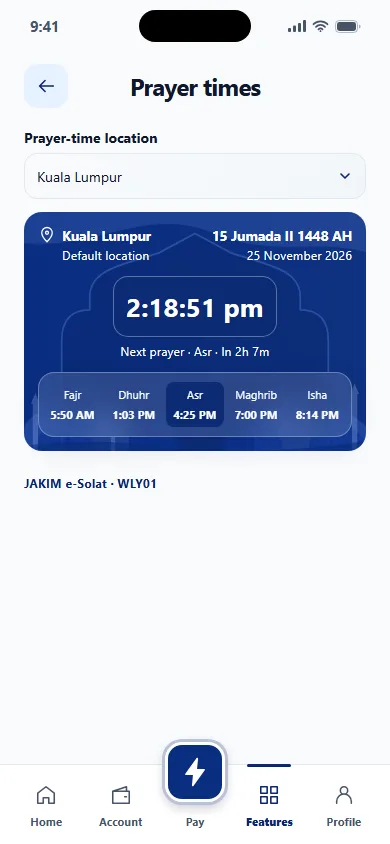 9:41
Prayer times
Prayer-time location
Kuala Lumpur
Kuala Lumpur 15 Jumada II 1448 AH
Default location 25 November 2026
2:18:51 pm
Next prayer · Asr · In 2h 7m
Fajr Dhuhr Asr Maghrib Isha
5:50 AM 1:03 PM 4:25 PM 7:00 PM 8:14 PM
JAKIM e-Solat · WLY01
Home Account Pay Features Profile